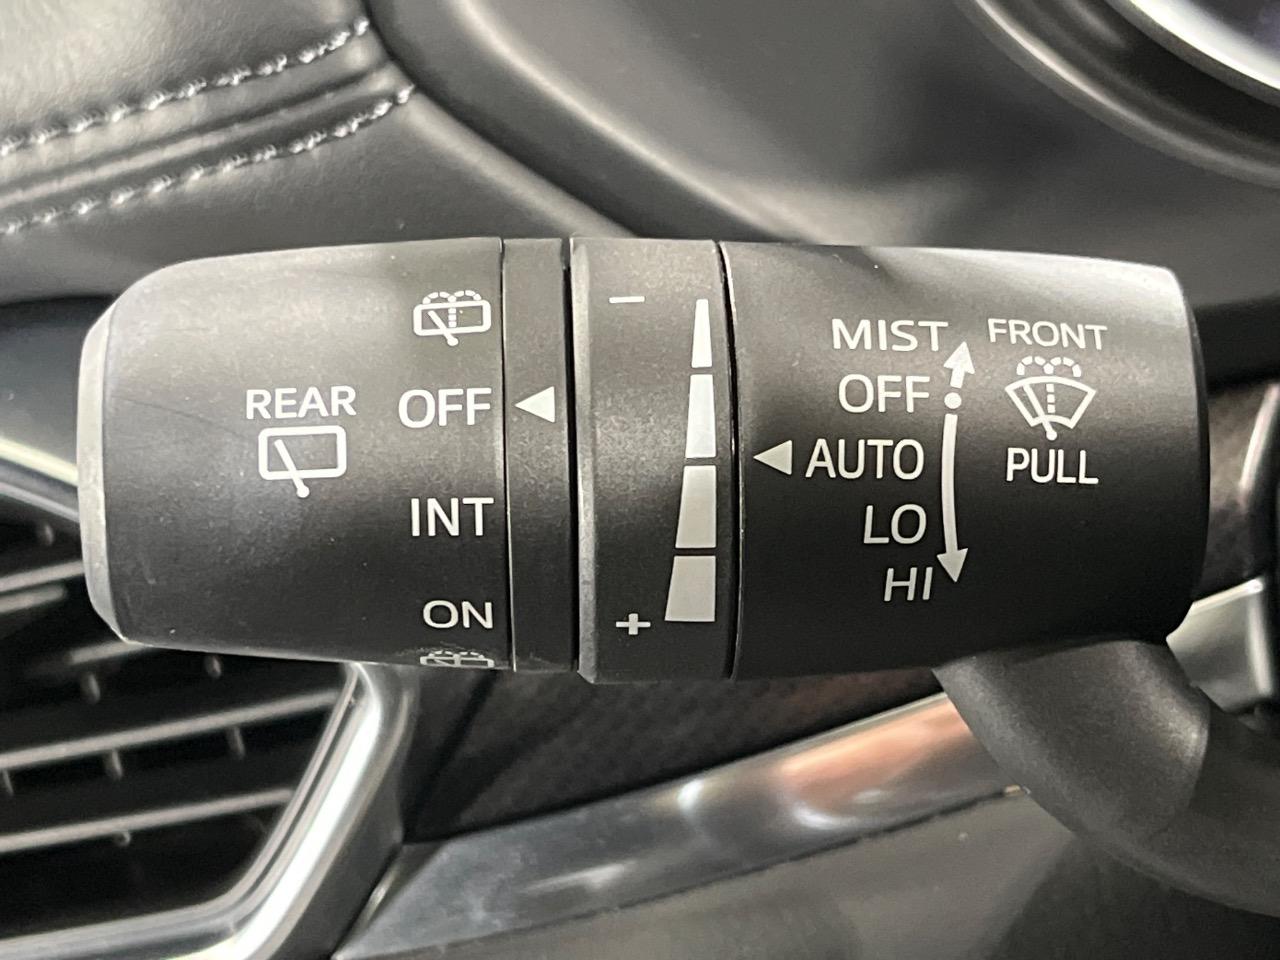 REAR
OFF
INT
ON
−
+
MIST
OFF
AUTO
LO
HI
FRONT
PULL